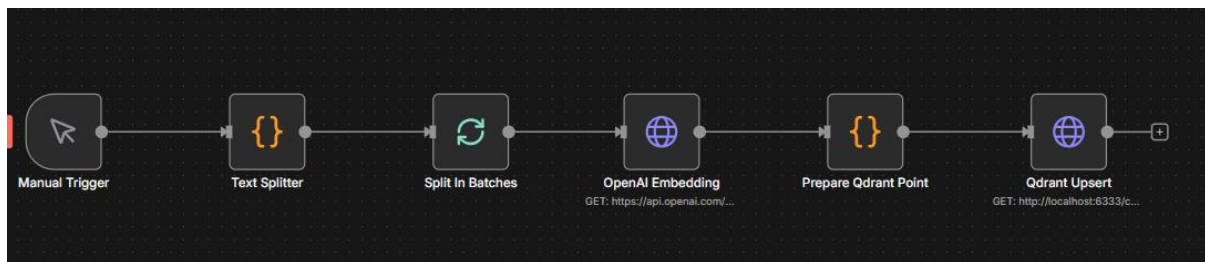 Manual Trigger
Text Splitter
Split In Batches
OpenAI Embedding
GET: https://api.openai.com/...
Prepare Qdrant Point
Qdrant Upsert
GET: http://localhost:6333/c...